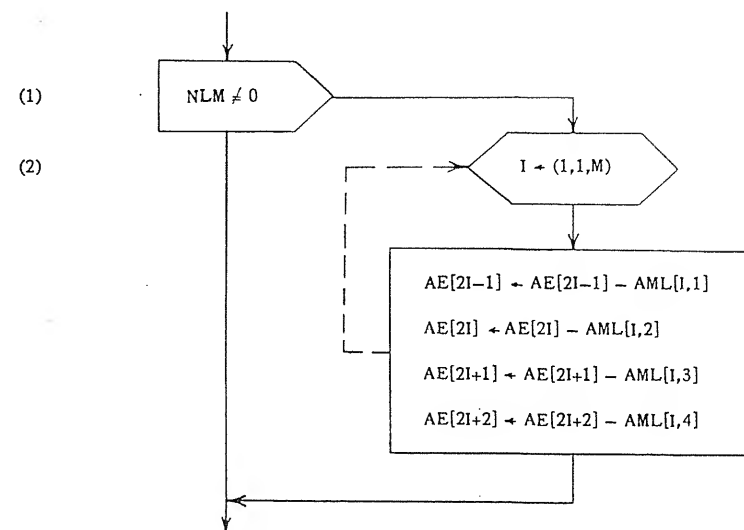 (1) NLM ≠ 0
(2) I ← (1,1,M)
AE[2I−1] ← AE[2I−1] − AML[I,1]
AE[2I] ← AE[2I] − AML[I,2]
AE[2I+1] ← AE[2I+1] − AML[I,3]
AE[2I+2] ← AE[2I+2] − AML[I,4]